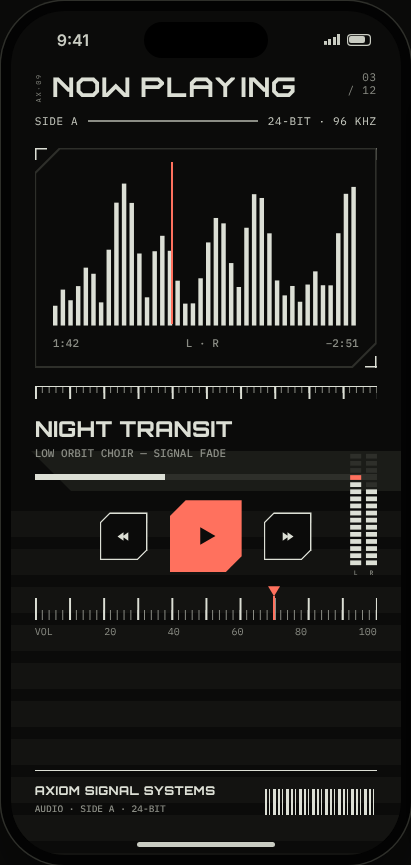 9:41
AX-09
NOW PLAYING
03
/ 12
SIDE A
24-BIT · 96 KHZ
1:42
L · R
−2:51
NIGHT TRANSIT
LOW ORBIT CHOIR — SIGNAL FADE
L R
VOL 20 40 60 80 100
AXIOM SIGNAL SYSTEMS
AUDIO · SIDE A · 24-BIT